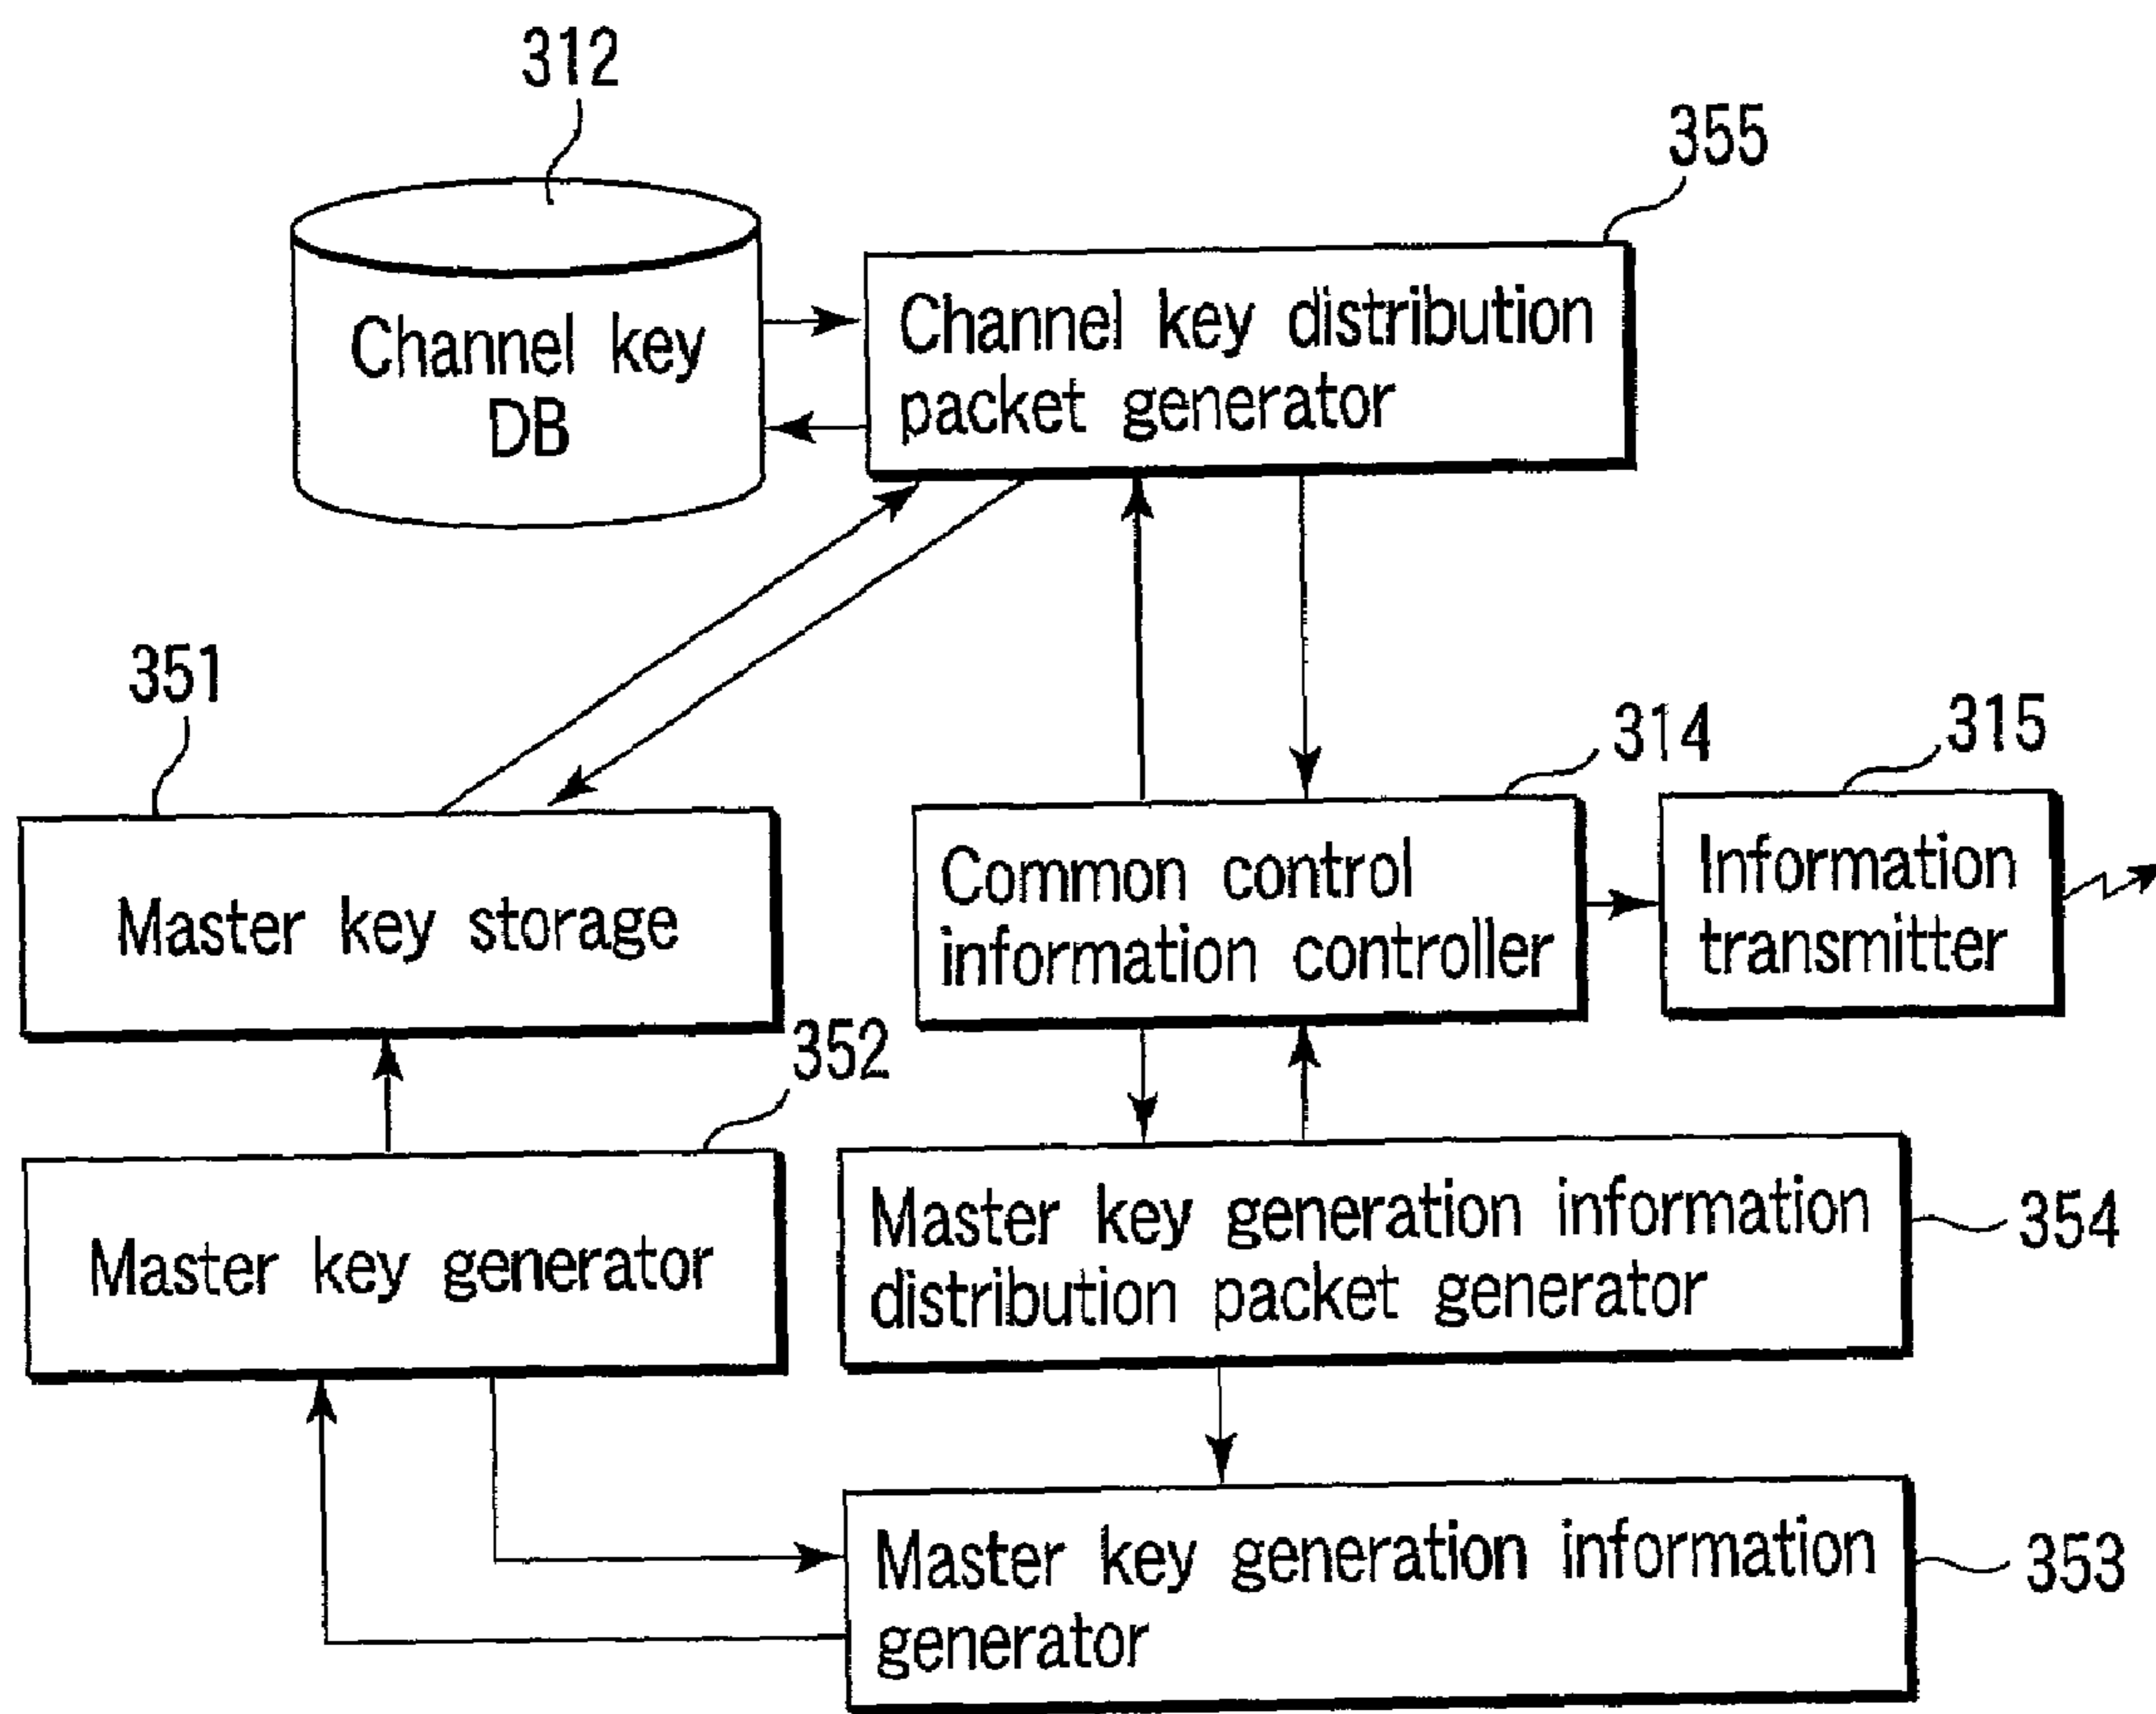 312
355
Channel key
DB
Channel key distribution
packet generator
351
314
315
Master key storage
Common control
information controller
Information
transmitter
352
Master key generator
Master key generation information
distribution packet generator
354
Master key generation information
generator
353